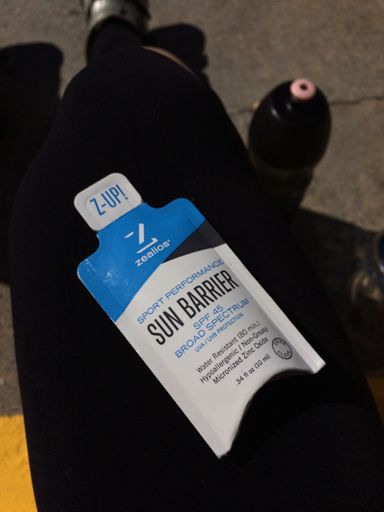 Z-UP!
Z
zealios®
SPORT PERFORMANCE
SUN BARRIER
SPF 45
BROAD SPECTRUM
UVA / UVB PROTECTION
Water Resistant (80 min.)
Hypoallergenic / Non-Greasy
Micronized Zinc Oxide
.34 fl oz (10 ml)